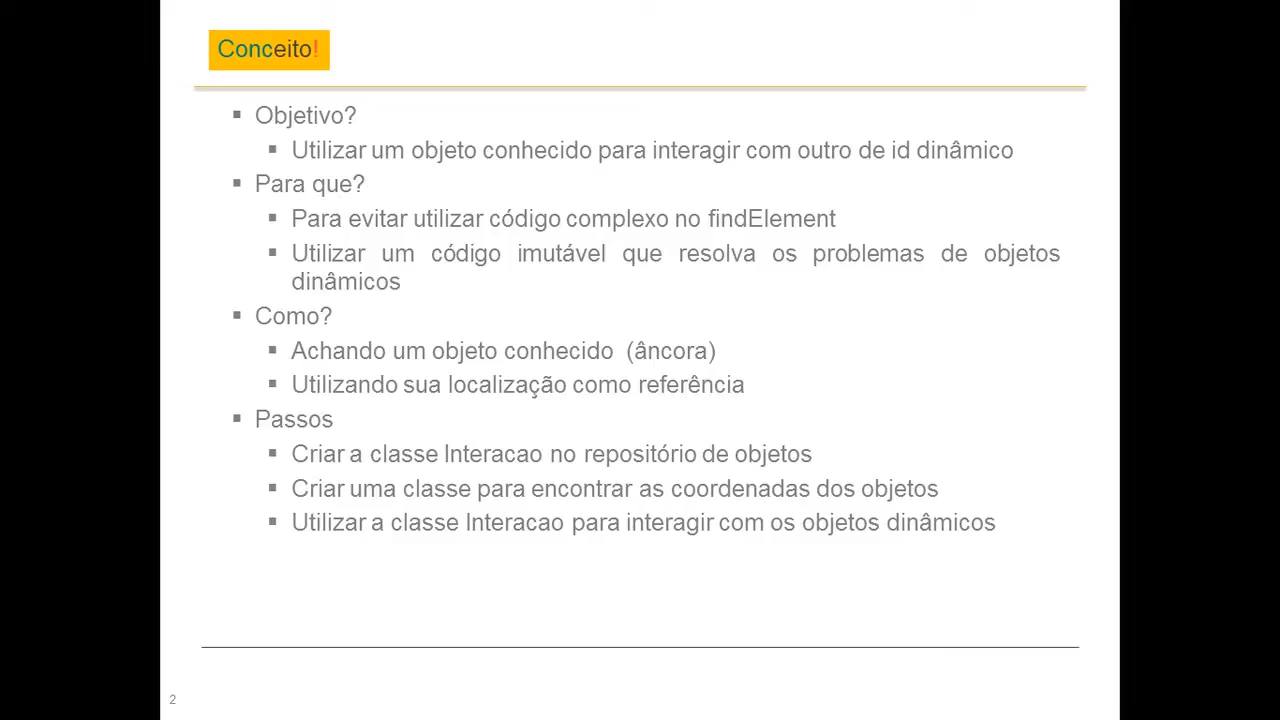 Conceito!
▪ Objetivo?
▪ Utilizar um objeto conhecido para interagir com outro de id dinâmico
▪ Para que?
▪ Para evitar utilizar código complexo no findElement
▪ Utilizar um código imutável que resolva os problemas de objetos
dinâmicos
▪ Como?
▪ Achando um objeto conhecido (âncora)
▪ Utilizando sua localização como referência
▪ Passos
▪ Criar a classe Interacao no repositório de objetos
▪ Criar uma classe para encontrar as coordenadas dos objetos
▪ Utilizar a classe Interacao para interagir com os objetos dinâmicos
2